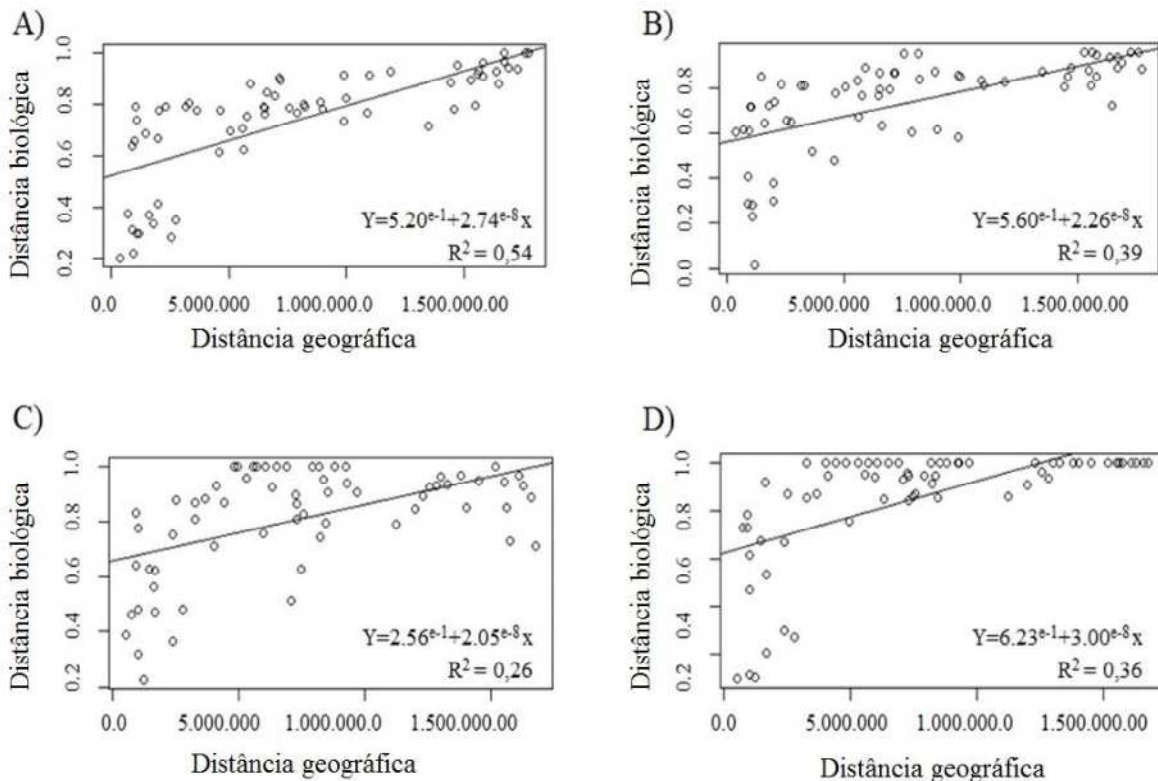 A)
Distância biológica
1.0
0.8
0.6
0.4
0.2
Y=5.20e-1+2.74e-8x
R2 = 0,54
0.0
5.0000.000
1.0000.000.0
1.500.000.00
Distância geográfica
B)
Distância biológica
0.8
0.6
0.4
0.2
0.0
Y=5.60e-1+2.26e-8x
R2 = 0,39
0.0
5.0000.000
1.0000.000.0
1.500.000.00
Distância geográfica
C)
Distância biológica
1.0
0.8
0.6
0.4
0.2
Y=2.56e-1+2.05e-8x
R2 = 0,26
0.0
5.000.000
1.000.000.0
1.500.000.00
Distância geográfica
D)
Distância biológica
1.0
0.8
0.6
0.4
0.2
Y=6.23e-1+3.00e-8x
R2 = 0,36
0.0
5.000.000
1.0000.000.0
1.500.000.00
Distância geográfica